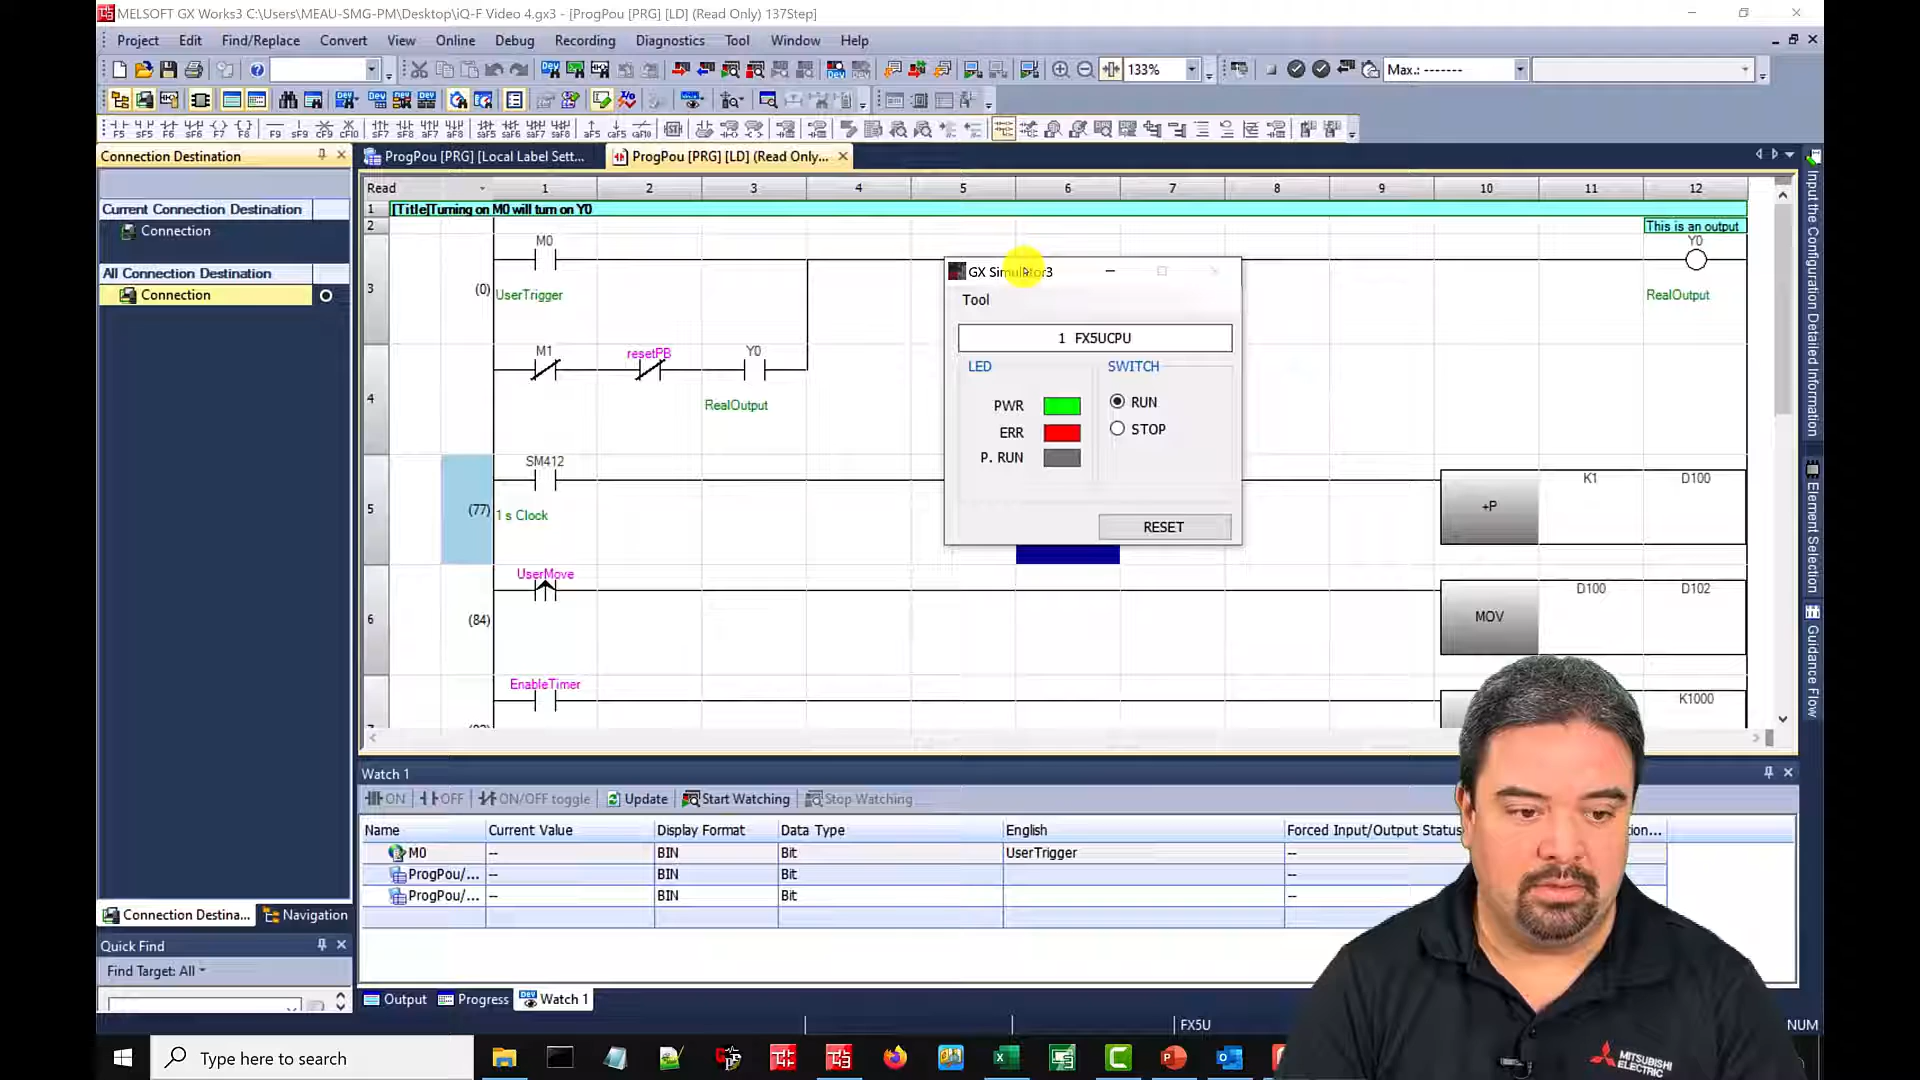 MELSOFT GX Works3 C:\Users\MEAU-SMG-PM\Desktop\iQ-F Video 4.gx3 - [ProgPou [PRG] [LD] (Read Only) 137Step]
Project Edit Find/Replace Convert View Online Debug Recording Diagnostics Tool Window Help
133%
Max.: -------
Connection Destination
ProgPou [PRG] [Local Label Sett...
ProgPou [PRG] [LD] (Read Only...
Read 1 2 3 4 5 6 7 8 9 10 11 12
Current Connection Destination
Connection
All Connection Destination
Connection
1 [Title]Turning on M0 will turn on Y0
2 This is an output
M0 Y0
3 (0) UserTrigger RealOutput
M1 resetPB Y0
4 RealOutput
SM412 K1 D100
5 (77) 1 s Clock +P
UserMove D100 D102
6 (84) MOV
EnableTimer K1000
GX Simulator3
Tool
1 FX5UCPU
LED SWITCH
PWR RUN
ERR STOP
P. RUN
RESET
Input the Configuration Detailed Information
Element Selection
Guidance Flow
Watch 1
ON OFF ON/OFF toggle Update Start Watching Stop Watching
Name Current Value Display Format Data Type English Forced Input/Output Status
M0 -- BIN Bit UserTrigger --
ProgPou/... -- BIN Bit --
ProgPou/... -- BIN Bit --
Connection Destina... Navigation
Quick Find
Find Target: All
Output Progress Watch 1
FX5U
NUM
Type here to search
MITSUBISHI
ELECTRIC